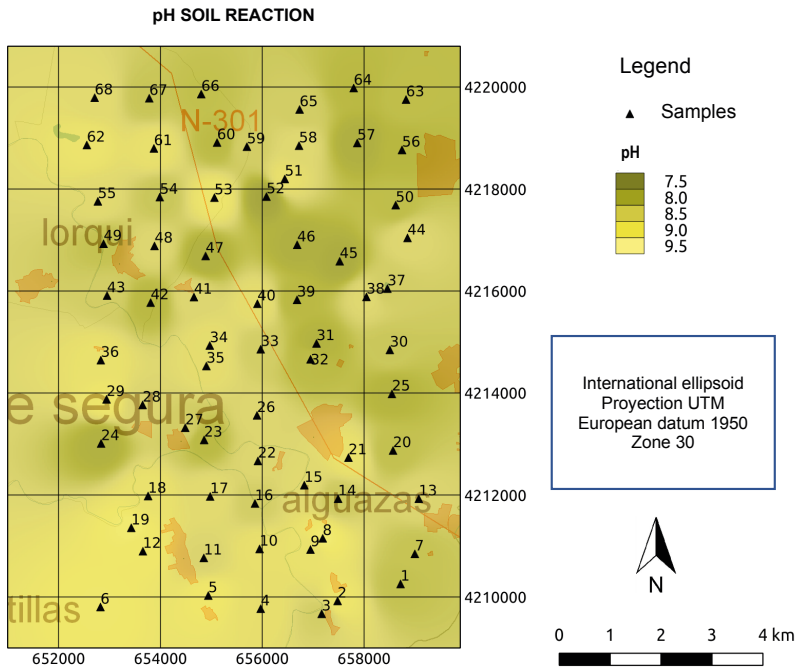 pH SOIL REACTION
64
66 4220000
68 67 63
65
N-301
62 61 60 59 58 57 56
51
4218000
55 54 53 52 50
lorqui 44
49 48 46
47 45
37
4216000
43 42 41 40 39 38
34 33 31 30
36 35 32
4214000
29 28 25
e segura
26
27 23
24 20
22 21
15
4212000
18 17 16 14 13
alguazas
19 8
12 11 10 9 7
1
4210000
6 5 4 3 2
tillas
652000 654000 656000 658000
Legend
Samples
pH
7.5
8.0
8.5
9.0
9.5
International ellipsoid
Proyection UTM
European datum 1950
Zone 30
N
0 1 2 3 4 km